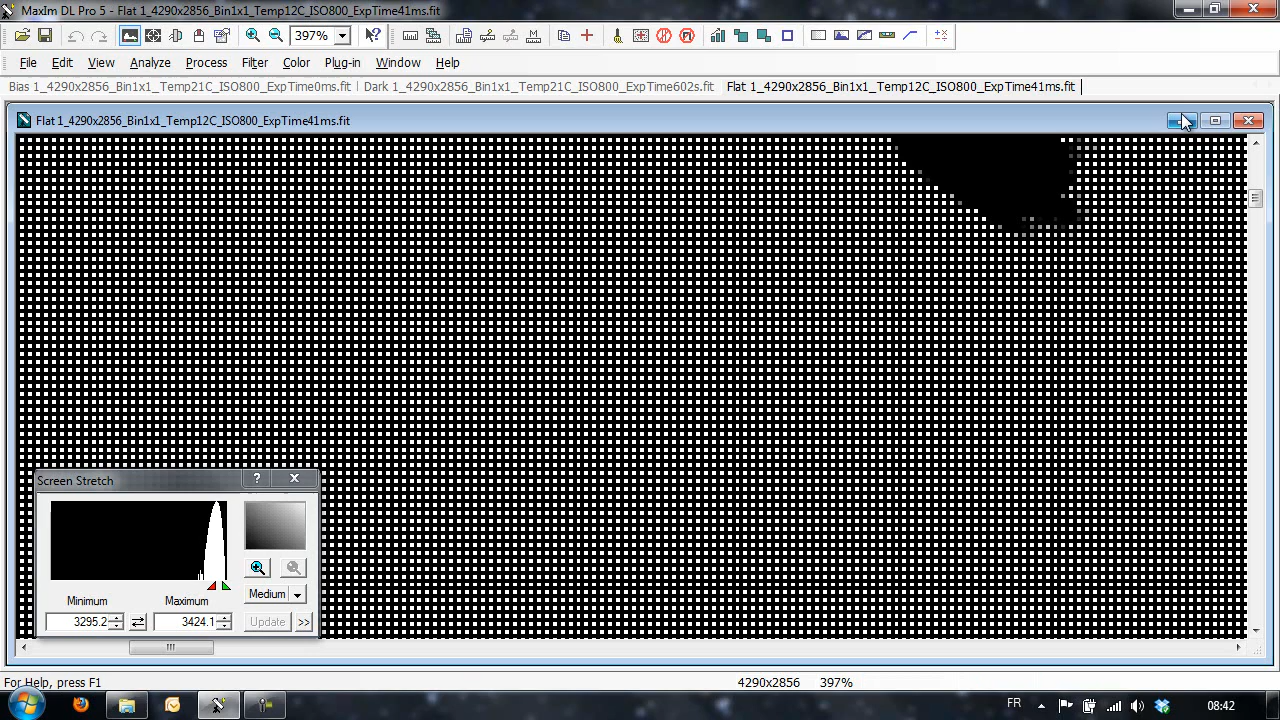 MaxIm DL Pro 5 - Flat 1_4290x2856_Bin1x1_Temp12C_ISO800_ExpTime41ms.fit
397%
File Edit View Analyze Process Filter Color Plug-in Window Help
Bias 1_4290x2856_Bin1x1_Temp21C_ISO800_ExpTime0ms.fit Dark 1_4290x2856_Bin1x1_Temp21C_ISO800_ExpTime602s.fit Flat 1_4290x2856_Bin1x1_Temp12C_ISO800_ExpTime41ms.fit
Flat 1_4290x2856_Bin1x1_Temp12C_ISO800_ExpTime41ms.fit
Screen Stretch ?
Medium
Minimum Maximum
3295.2 3424.1 Update >>
For Help, press F1 4290x2856 397%
FR 08:42